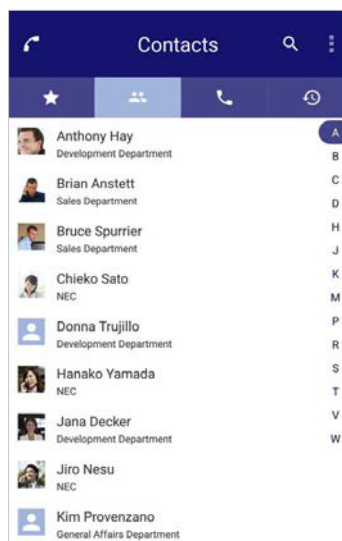 Contacts
Anthony Hay
Development Department
Brian Anstett
Sales Department
Bruce Spurrier
Sales Department
Chieko Sato
NEC
Donna Trujillo
Development Department
Hanako Yamada
NEC
Jana Decker
Development Department
Jiro Nesu
NEC
Kim Provenzano
General Affairs Department
A
B
C
D
H
J
K
M
P
R
S
T
V
W